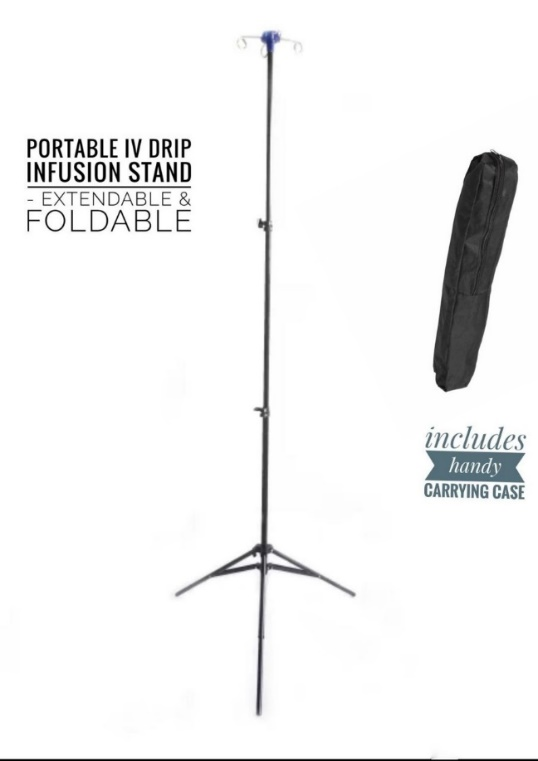 PORTABLE IV DRIP
INFUSION STAND
- EXTENDABLE &
FOLDABLE
includes
handy
CARRYING CASE